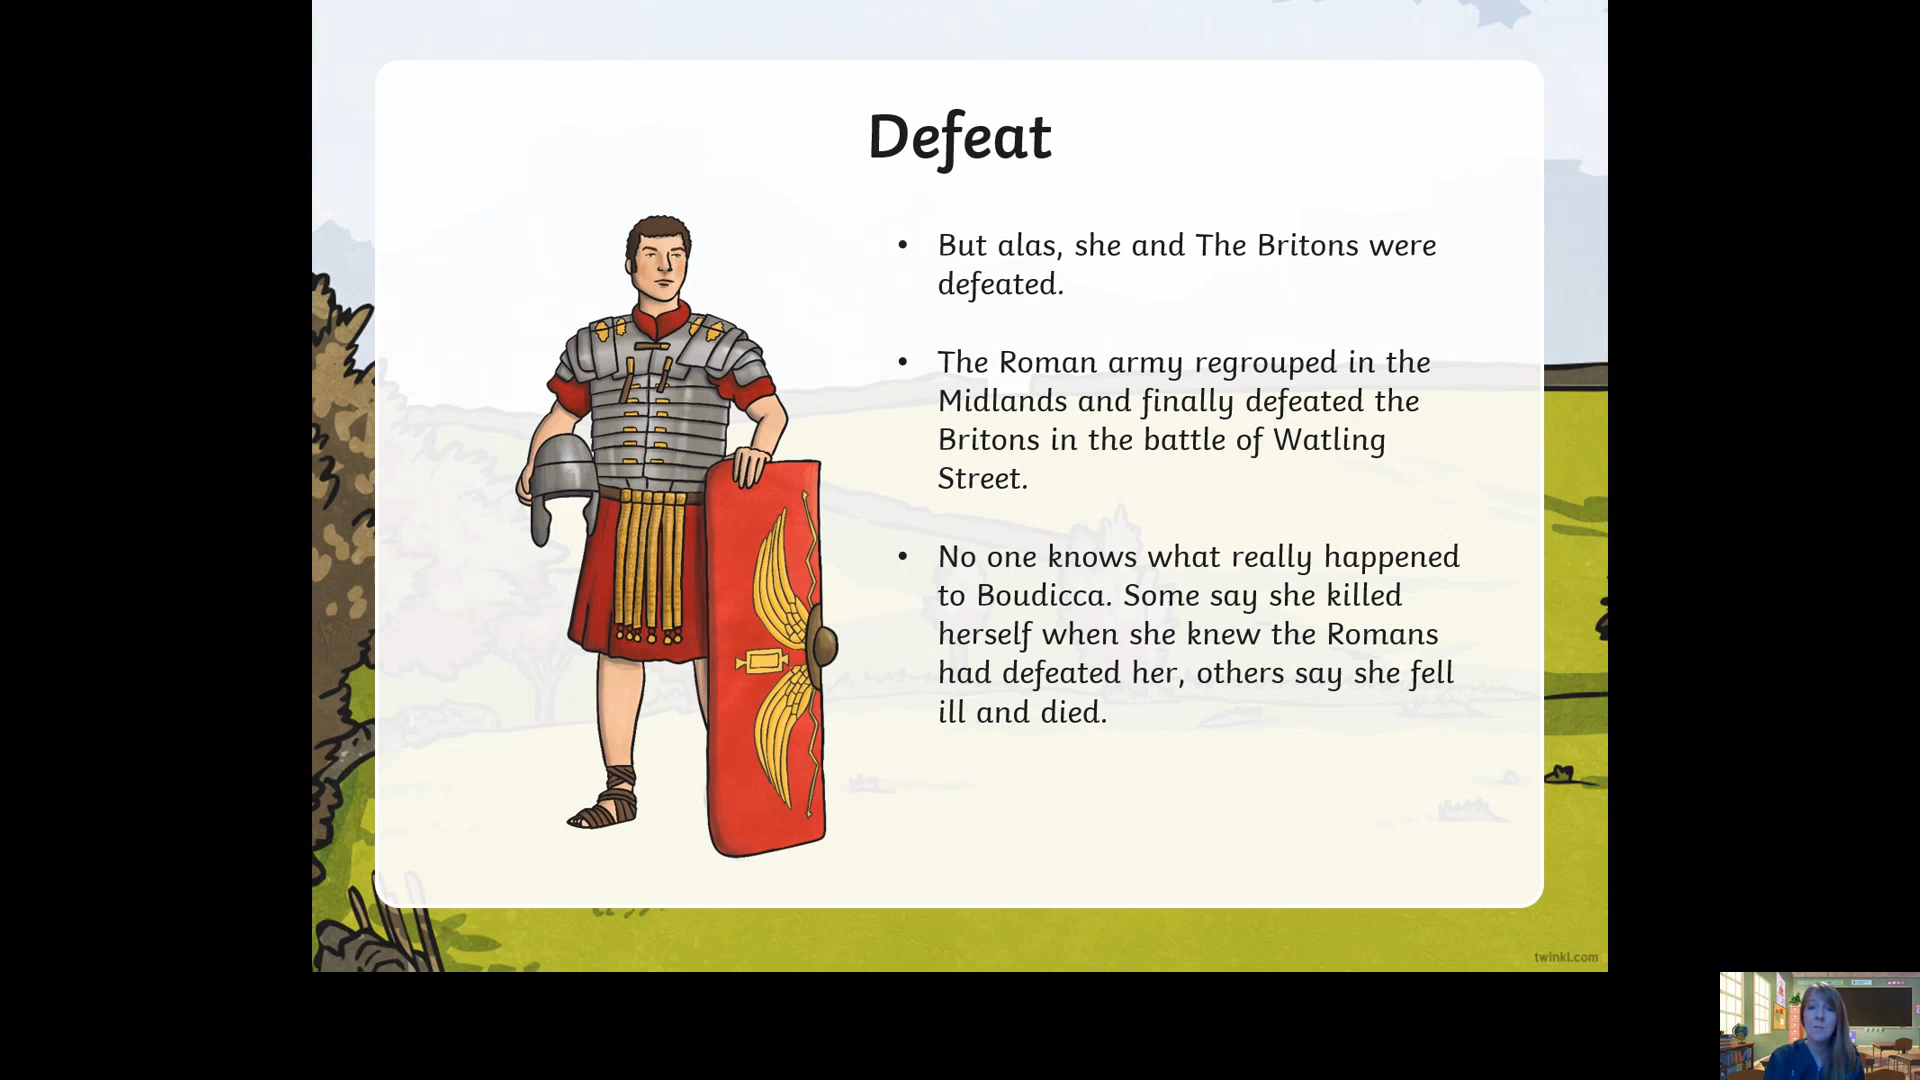 Defeat
• But alas, she and The Britons were
defeated.
• The Roman army regrouped in the
Midlands and finally defeated the
Britons in the battle of Watling
Street.
• No one knows what really happened
to Boudicca. Some say she killed
herself when she knew the Romans
had defeated her, others say she fell
ill and died.
twinkl.com